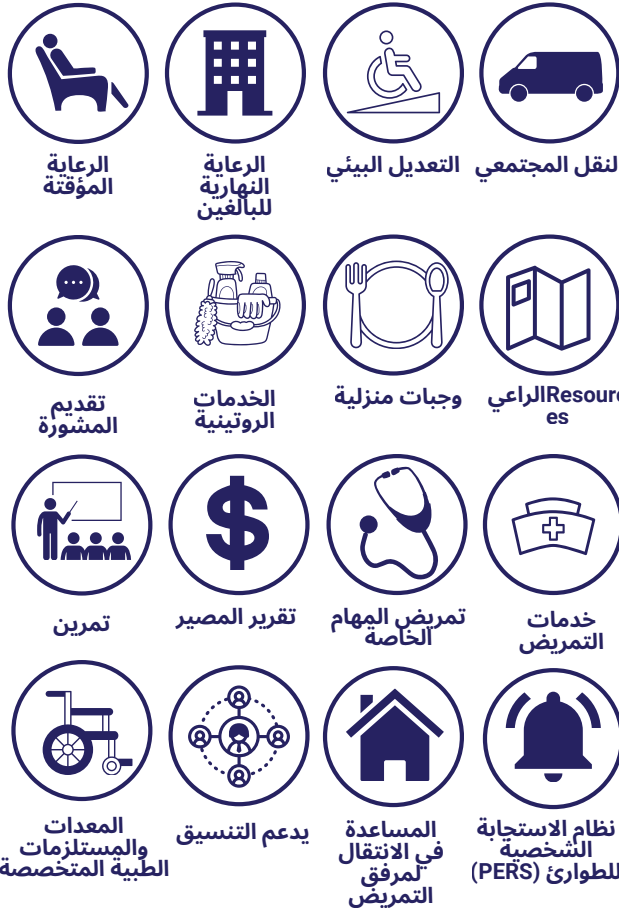 لنقل المجتمعي
التعديل البيئي
الرعاية
النهارية
للبالغين
الرعاية
المؤقتة
Resourcالراعي
es
وجبات منزلية
الخدمات
الروتينية
تقديم
المشورة
خدمات
التمريض
تمريض المهام
الخاصة
تقرير المصير
تمرين
نظام الاستجابة
الشخصية
للطوارئ (PERS)
المساعدة
في الانتقال
لمرفق
التمريض
يدعم التنسيق
المعدات
والمستلزمات
الطبية المتخصصة